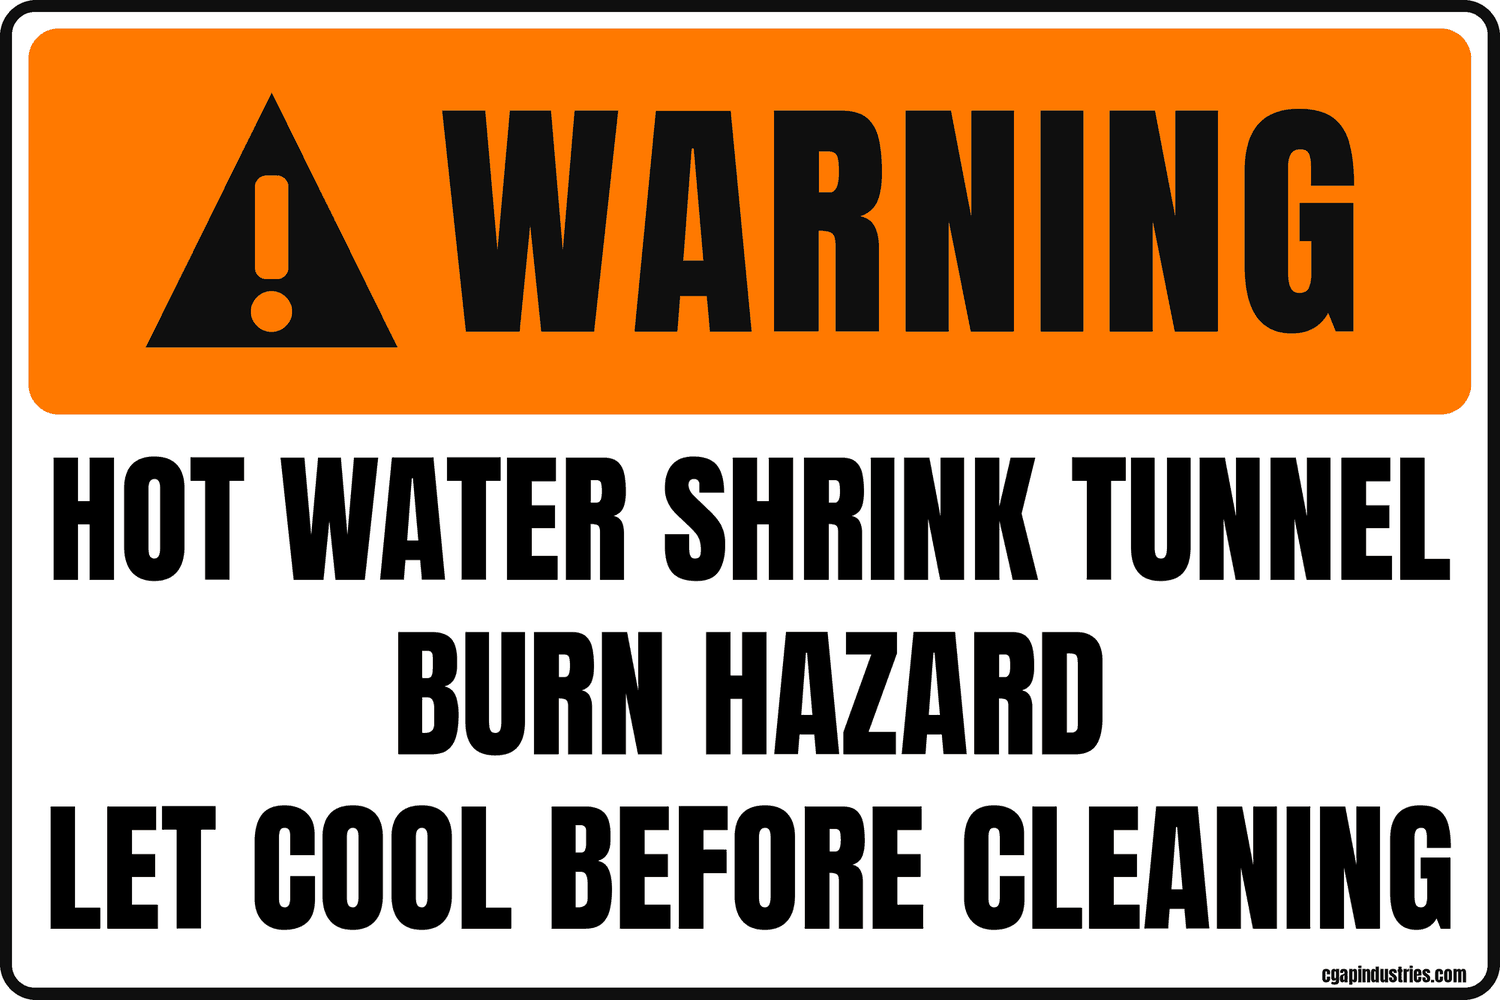 WARNING
HOT WATER SHRINK TUNNEL
BURN HAZARD
LET COOL BEFORE CLEANING
cgapindustries.com